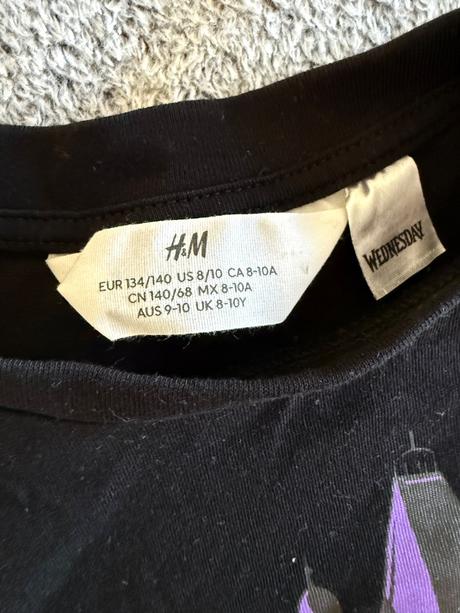 H&M
EUR 134/140 US 8/10 CA 8-10A
CN 140/68 MX 8-10A
AUS 9-10 UK 8-10Y
WEDNESDAY